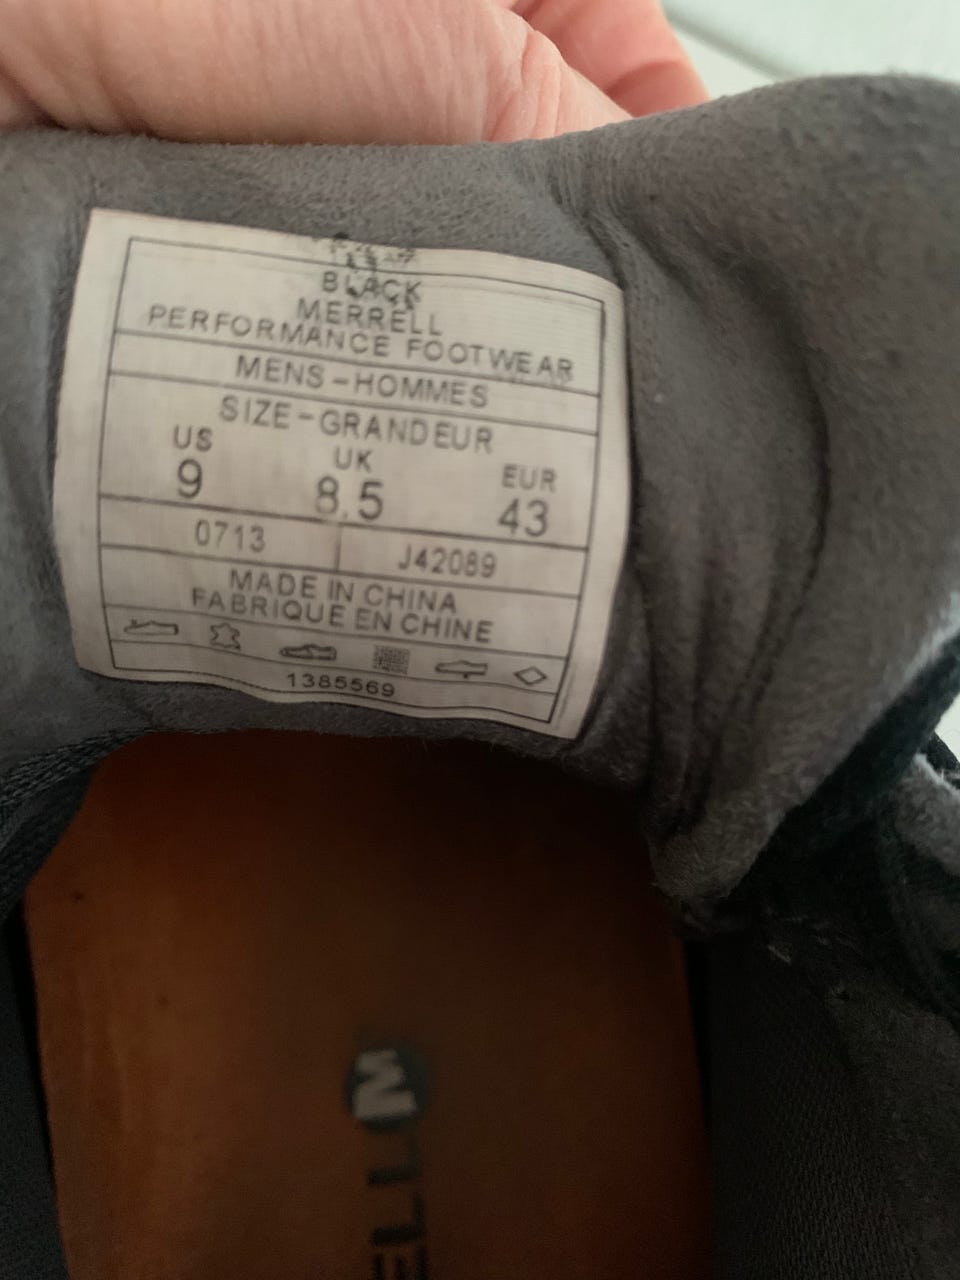 BLACK
MERRELL
PERFORMANCE FOOTWEAR
MENS-HOMMES
SIZE-GRANDEUR
US UK EUR
9 8.5 43
0713 J42089
MADE IN CHINA
FABRIQUE EN CHINE
1385569
M
ELL